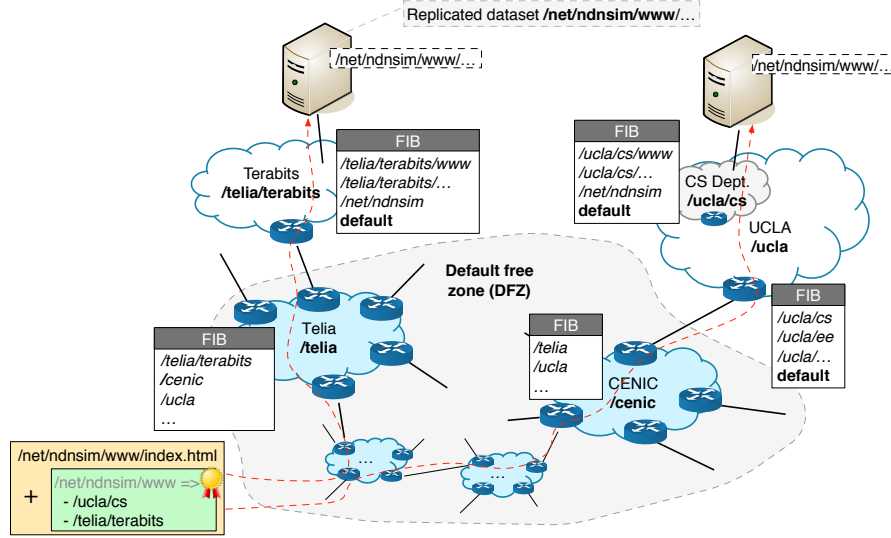 Replicated dataset /net/ndnsim/www/…
/net/ndnsim/www/…
/net/ndnsim/www/…
FIB
/telia/terabits/www
/telia/terabits/…
/net/ndnsim
default
Terabits
/telia/terabits
FIB
/ucla/cs/www
/ucla/cs/…
/net/ndnsim
default
CS Dept.
/ucla/cs
UCLA
/ucla
Default free
zone (DFZ)
FIB
/ucla/cs
/ucla/ee
/ucla/…
default
Telia
/telia
FIB
/telia/terabits
/cenic
/ucla
…
FIB
/telia
/ucla
…
CENIC
/cenic
/net/ndnsim/www/index.html
+
/net/ndnsim/www =>
- /ucla/cs
- /telia/terabits
...
...